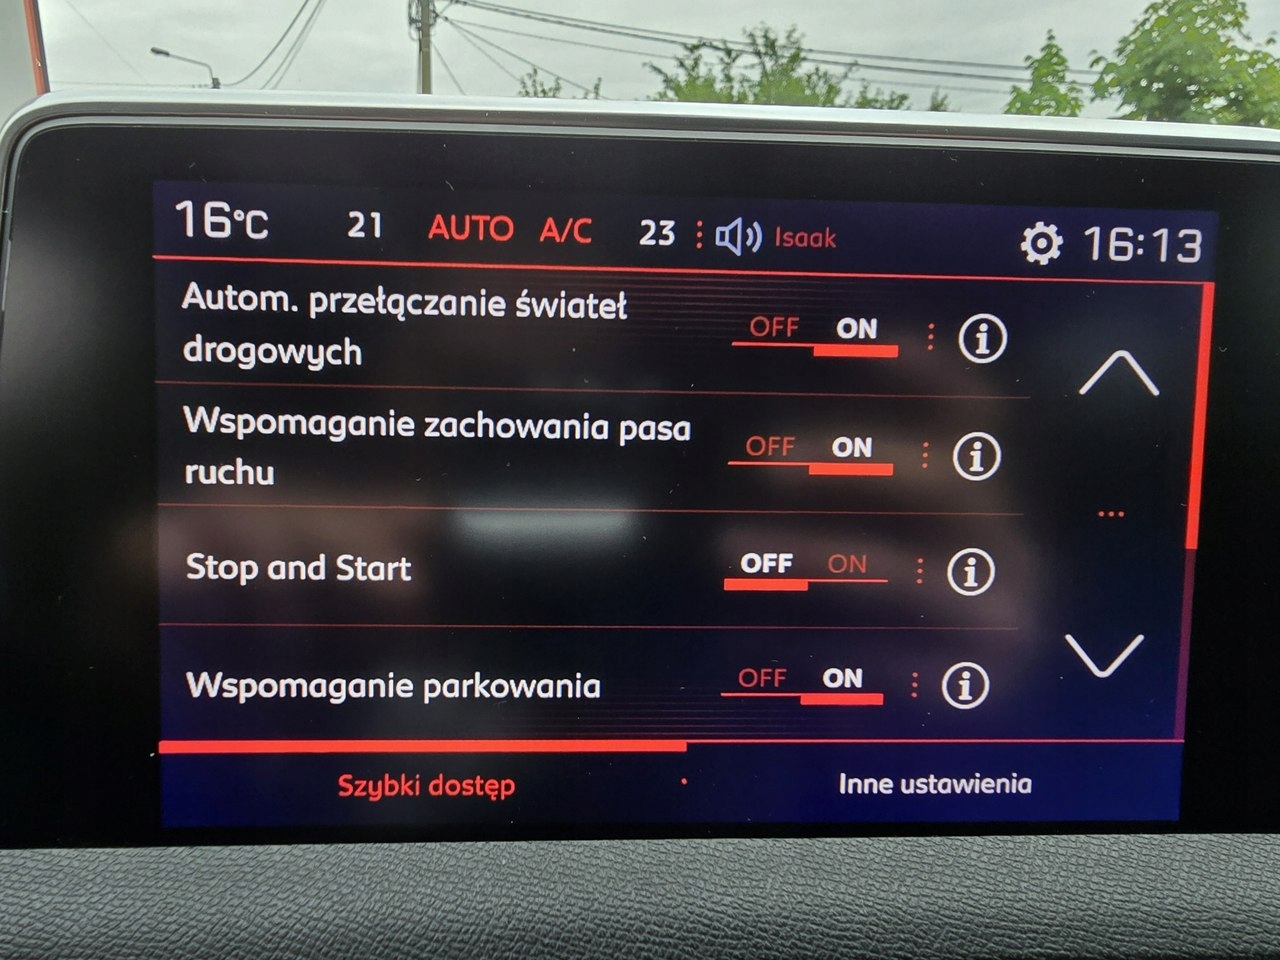 16°C 21 AUTO A/C 23 Isaak 16:13
Autom. przełączanie świateł
drogowych
OFF ON
Wspomaganie zachowania pasa
ruchu
OFF ON
Stop and Start
OFF ON
Wspomaganie parkowania
OFF ON
Szybki dostęp
Inne ustawienia